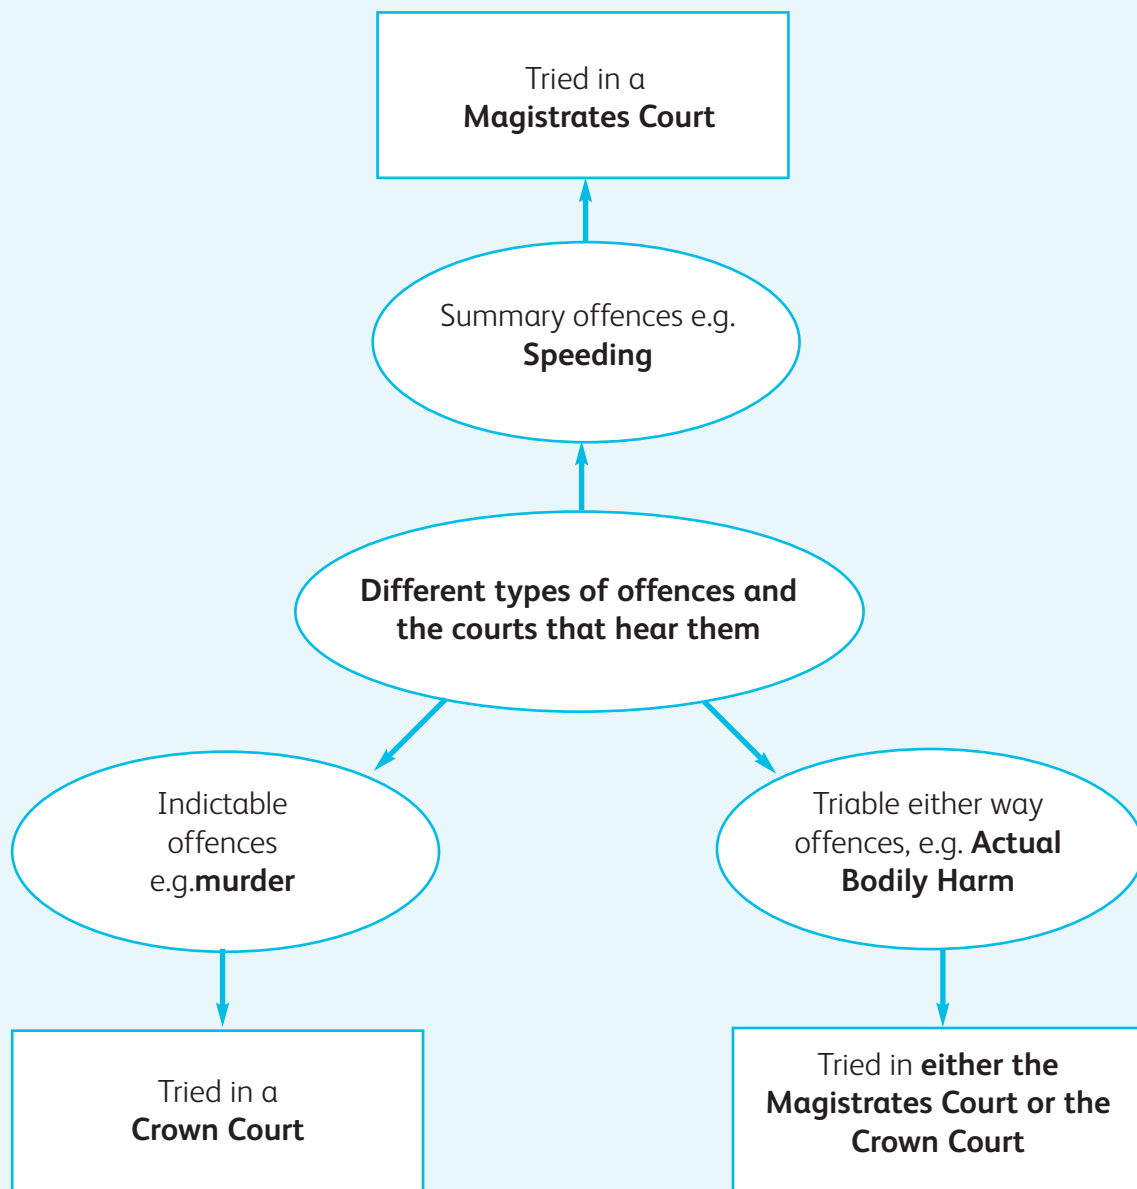 Tried in a
Magistrates Court
Summary offences e.g.
Speeding
Different types of offences and
the courts that hear them
Indictable
offences
e.g.murder
Triable either way
offences, e.g. Actual
Bodily Harm
Tried in a
Crown Court
Tried in either the
Magistrates Court or the
Crown Court